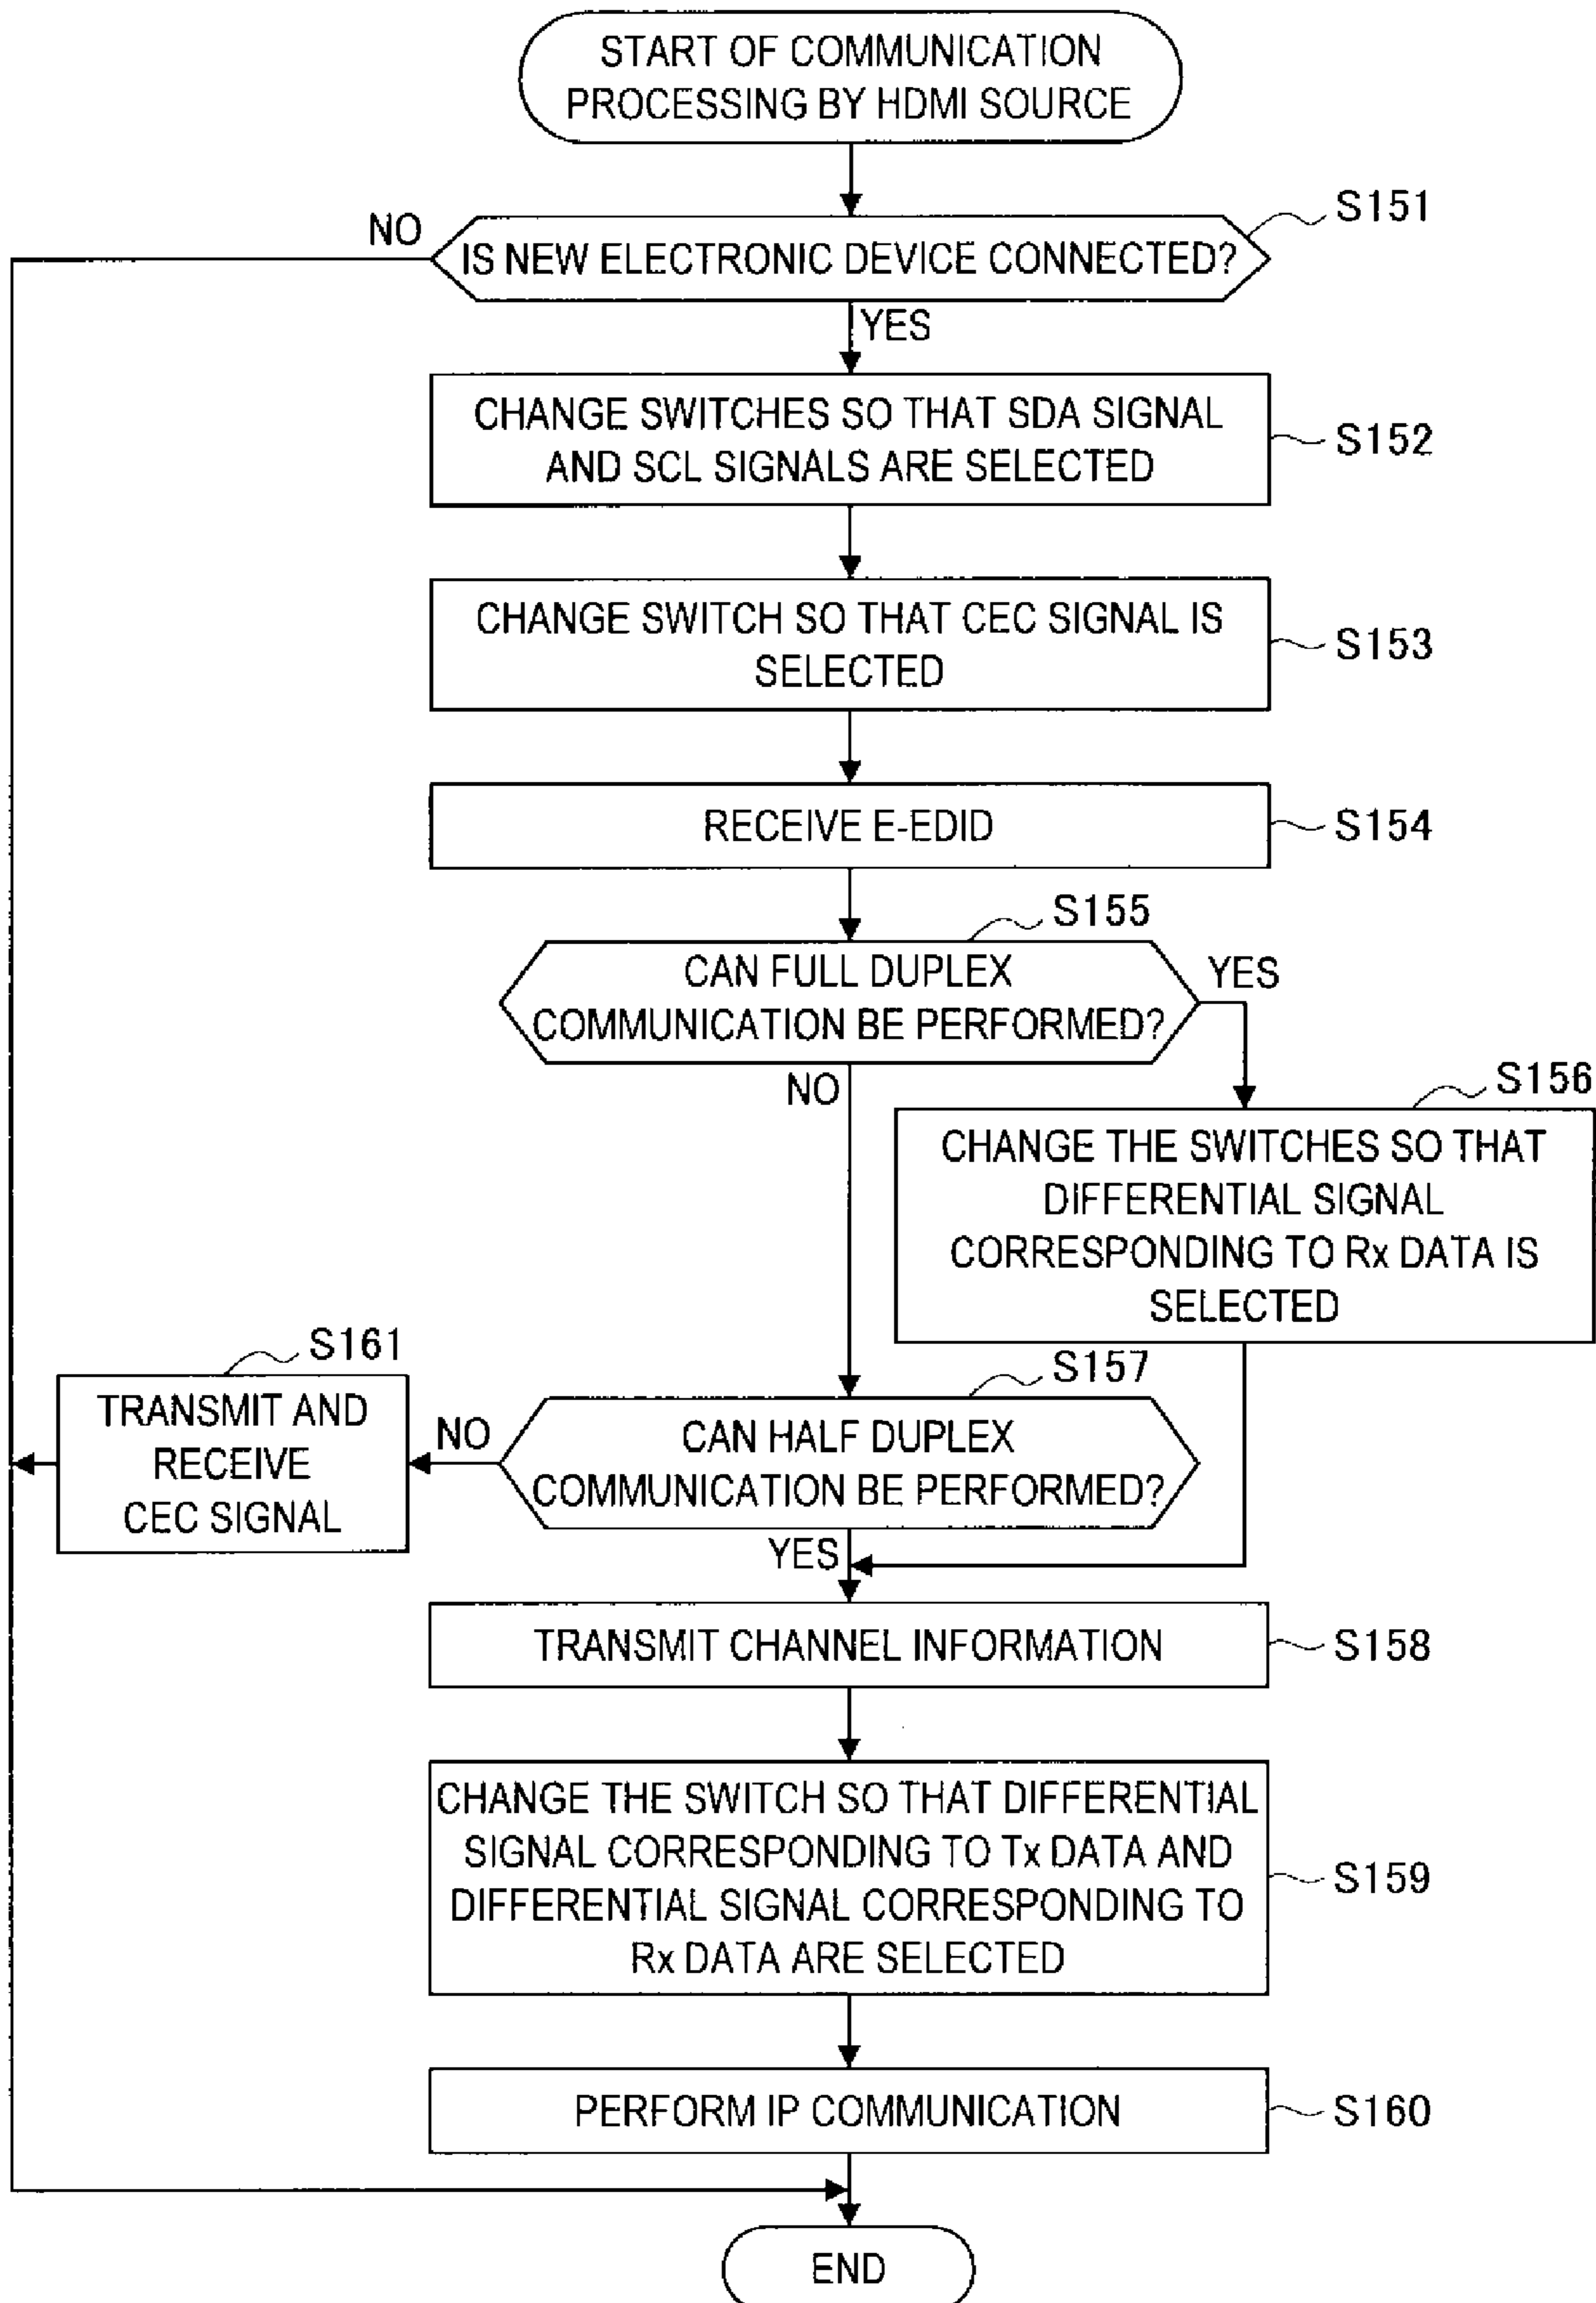 START OF COMMUNICATION
PROCESSING BY HDMI SOURCE
S151
NO
IS NEW ELECTRONIC DEVICE CONNECTED?
YES
CHANGE SWITCHES SO THAT SDA SIGNAL
AND SCL SIGNALS ARE SELECTED
S152
CHANGE SWITCH SO THAT CEC SIGNAL IS
SELECTED
S153
RECEIVE E-EDID
S154
S155
CAN FULL DUPLEX
COMMUNICATION BE PERFORMED?
YES
NO
S156
CHANGE THE SWITCHES SO THAT
DIFFERENTIAL SIGNAL
CORRESPONDING TO Rx DATA IS
SELECTED
S161
TRANSMIT AND
RECEIVE
CEC SIGNAL
NO
S157
CAN HALF DUPLEX
COMMUNICATION BE PERFORMED?
YES
TRANSMIT CHANNEL INFORMATION
S158
CHANGE THE SWITCH SO THAT DIFFERENTIAL
SIGNAL CORRESPONDING TO Tx DATA AND
DIFFERENTIAL SIGNAL CORRESPONDING TO
Rx DATA ARE SELECTED
S159
PERFORM IP COMMUNICATION
S160
END